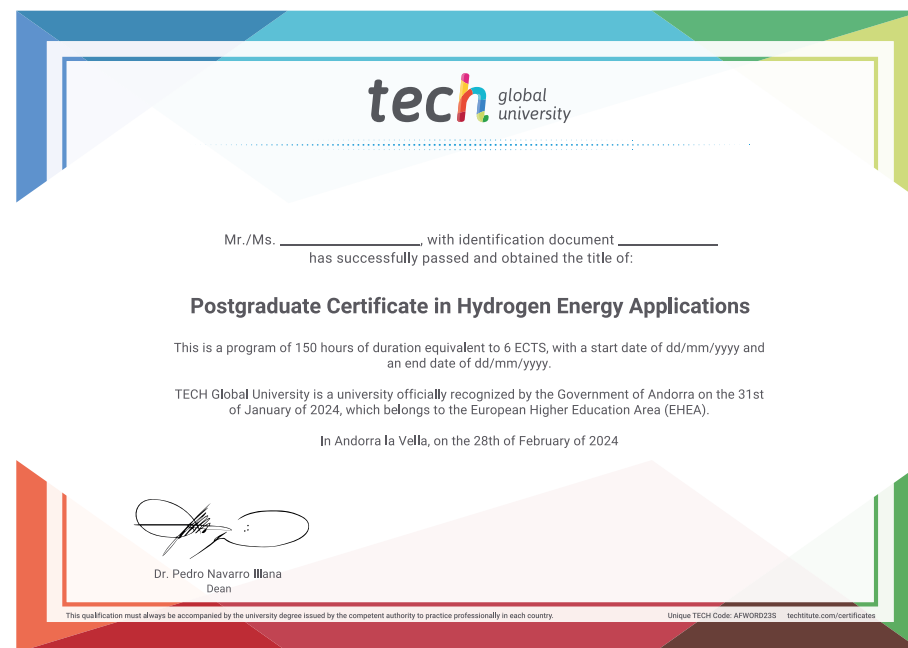 tech global university
Mr./Ms. ____________________, with identification document ______________
has successfully passed and obtained the title of:
Postgraduate Certificate in Hydrogen Energy Applications
This is a program of 150 hours of duration equivalent to 6 ECTS, with a start date of dd/mm/yyyy and
an end date of dd/mm/yyyy.
TECH Global University is a university officially recognized by the Government of Andorra on the 31st
of January of 2024, which belongs to the European Higher Education Area (EHEA).
In Andorra la Vella, on the 28th of February of 2024
Dr. Pedro Navarro Illana
Dean
This qualification must always be accompanied by the university degree issued by the competent authority to practice professionally in each country.
Unique TECH Code: AFWORD23S techtitute.com/certificates